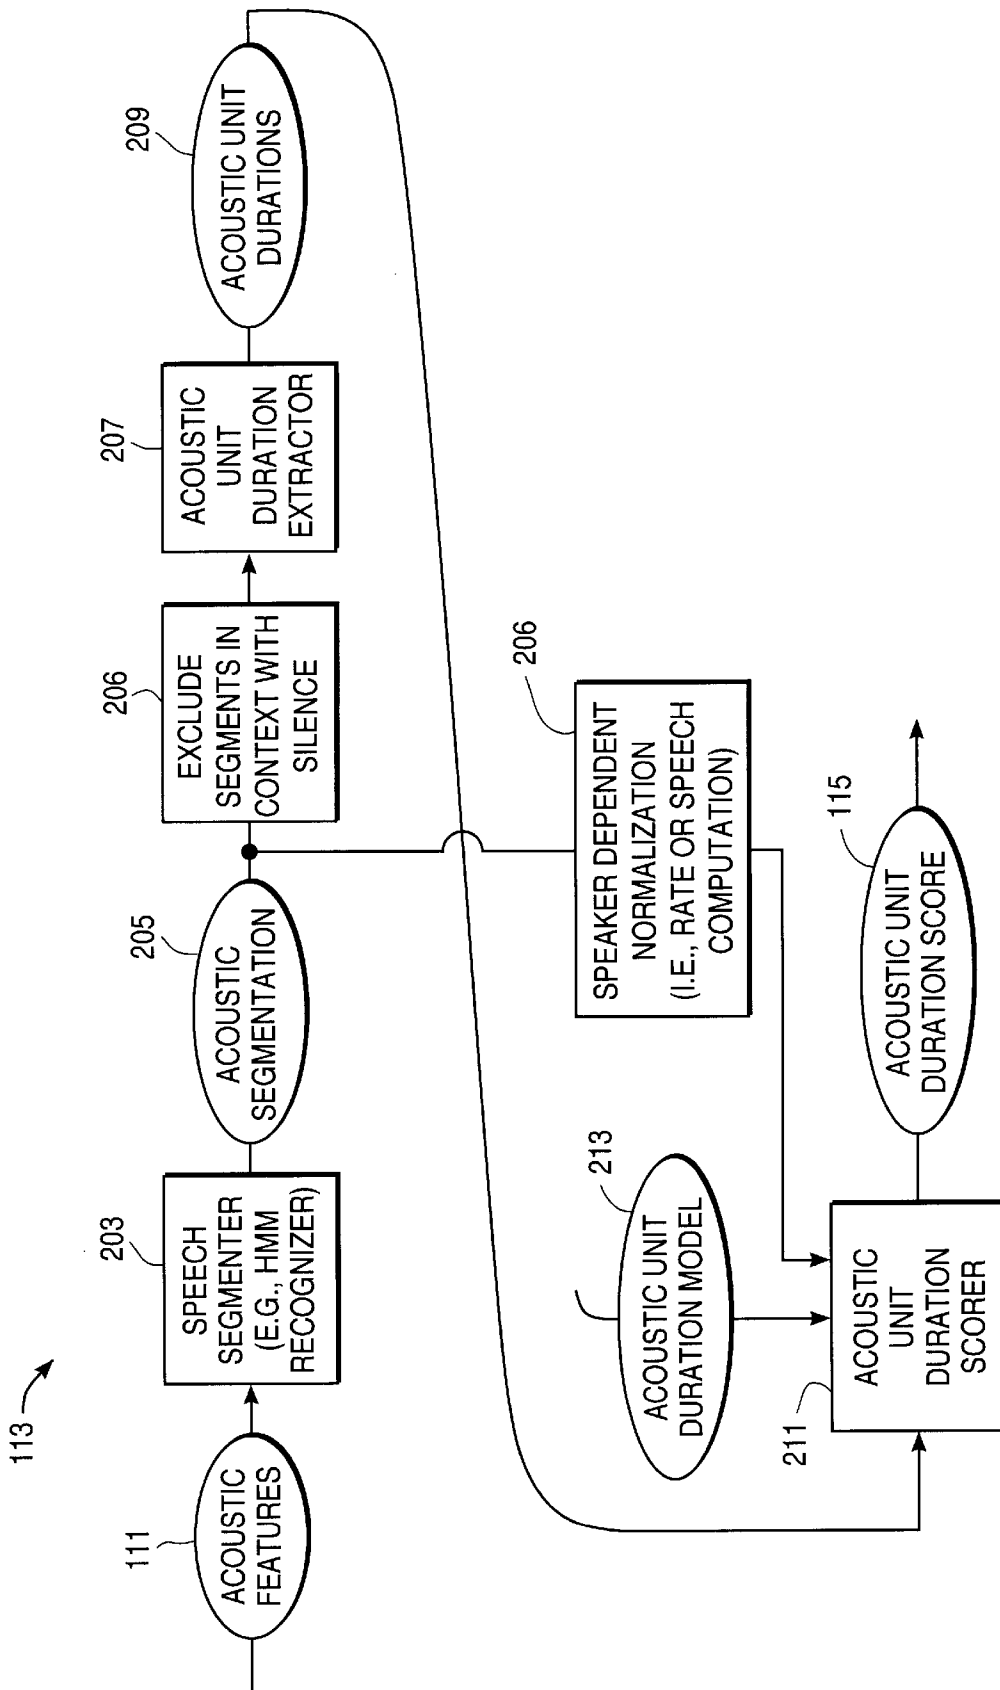 113
111
ACOUSTIC
FEATURES
203
SPEECH
SEGMENTER
(E.G., HMM
RECOGNIZER)
205
ACOUSTIC
SEGMENTATION
206
EXCLUDE
SEGMENTS IN
CONTEXT WITH
SILENCE
207
ACOUSTIC
UNIT
DURATION
EXTRACTOR
209
ACOUSTIC UNIT
DURATIONS
206
SPEAKER DEPENDENT
NORMALIZATION
(I.E., RATE OR SPEECH
COMPUTATION)
213
ACOUSTIC UNIT
DURATION MODEL
211
ACOUSTIC
UNIT
DURATION
SCORER
115
ACOUSTIC UNIT
DURATION SCORE